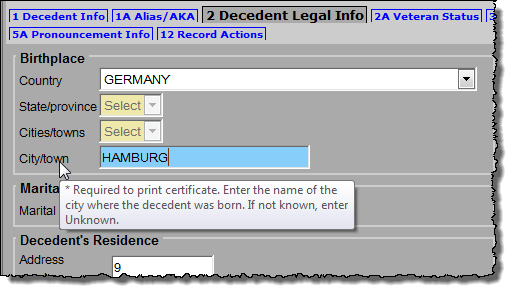 1 Decedent Info 1A Alias/AKA 2 Decedent Legal Info 2A Veteran Status
5A Pronouncement Info 12 Record Actions
Birthplace
Country GERMANY
State/province Select
Cities/towns Select
City/town HAMBURG
* Required to print certificate. Enter the name of the
city where the decedent was born. If not known, enter
Unknown.
Marita
Marital
Decedent's Residence
Address 9